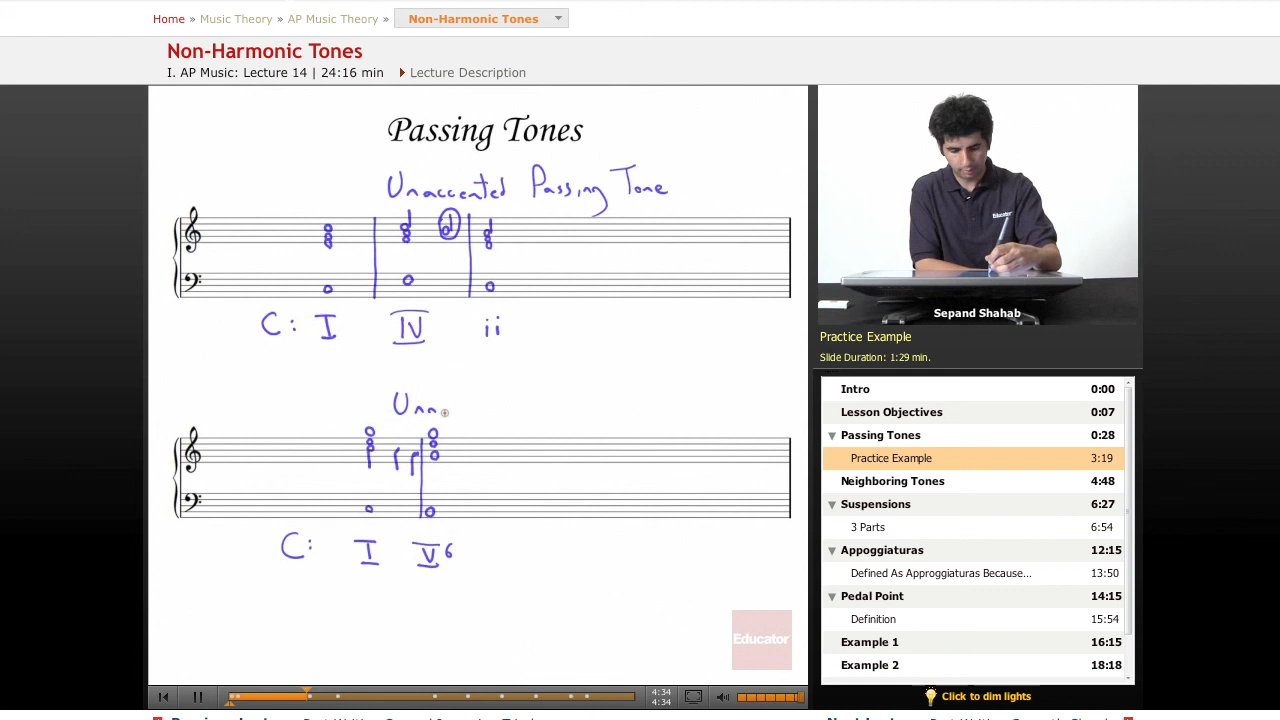 Home » Music Theory » AP Music Theory » Non-Harmonic Tones
Non-Harmonic Tones
I. AP Music: Lecture 14 | 24:16 min Lecture Description
Passing Tones
Unaccented Passing Tone
C: I IV ii
Unn
C: I V6
Educator
4:34
4:34
Educator
Sepand Shahab
Practice Example
Slide Duration: 1:29 min.
Intro 0:00
Lesson Objectives 0:07
Passing Tones 0:28
Practice Example 3:19
Neighboring Tones 4:48
Suspensions 6:27
3 Parts 6:54
Appoggiaturas 12:15
Defined As Approggiaturas Because... 13:50
Pedal Point 14:15
Definition 15:54
Example 1 16:15
Example 2 18:18
Click to dim lights